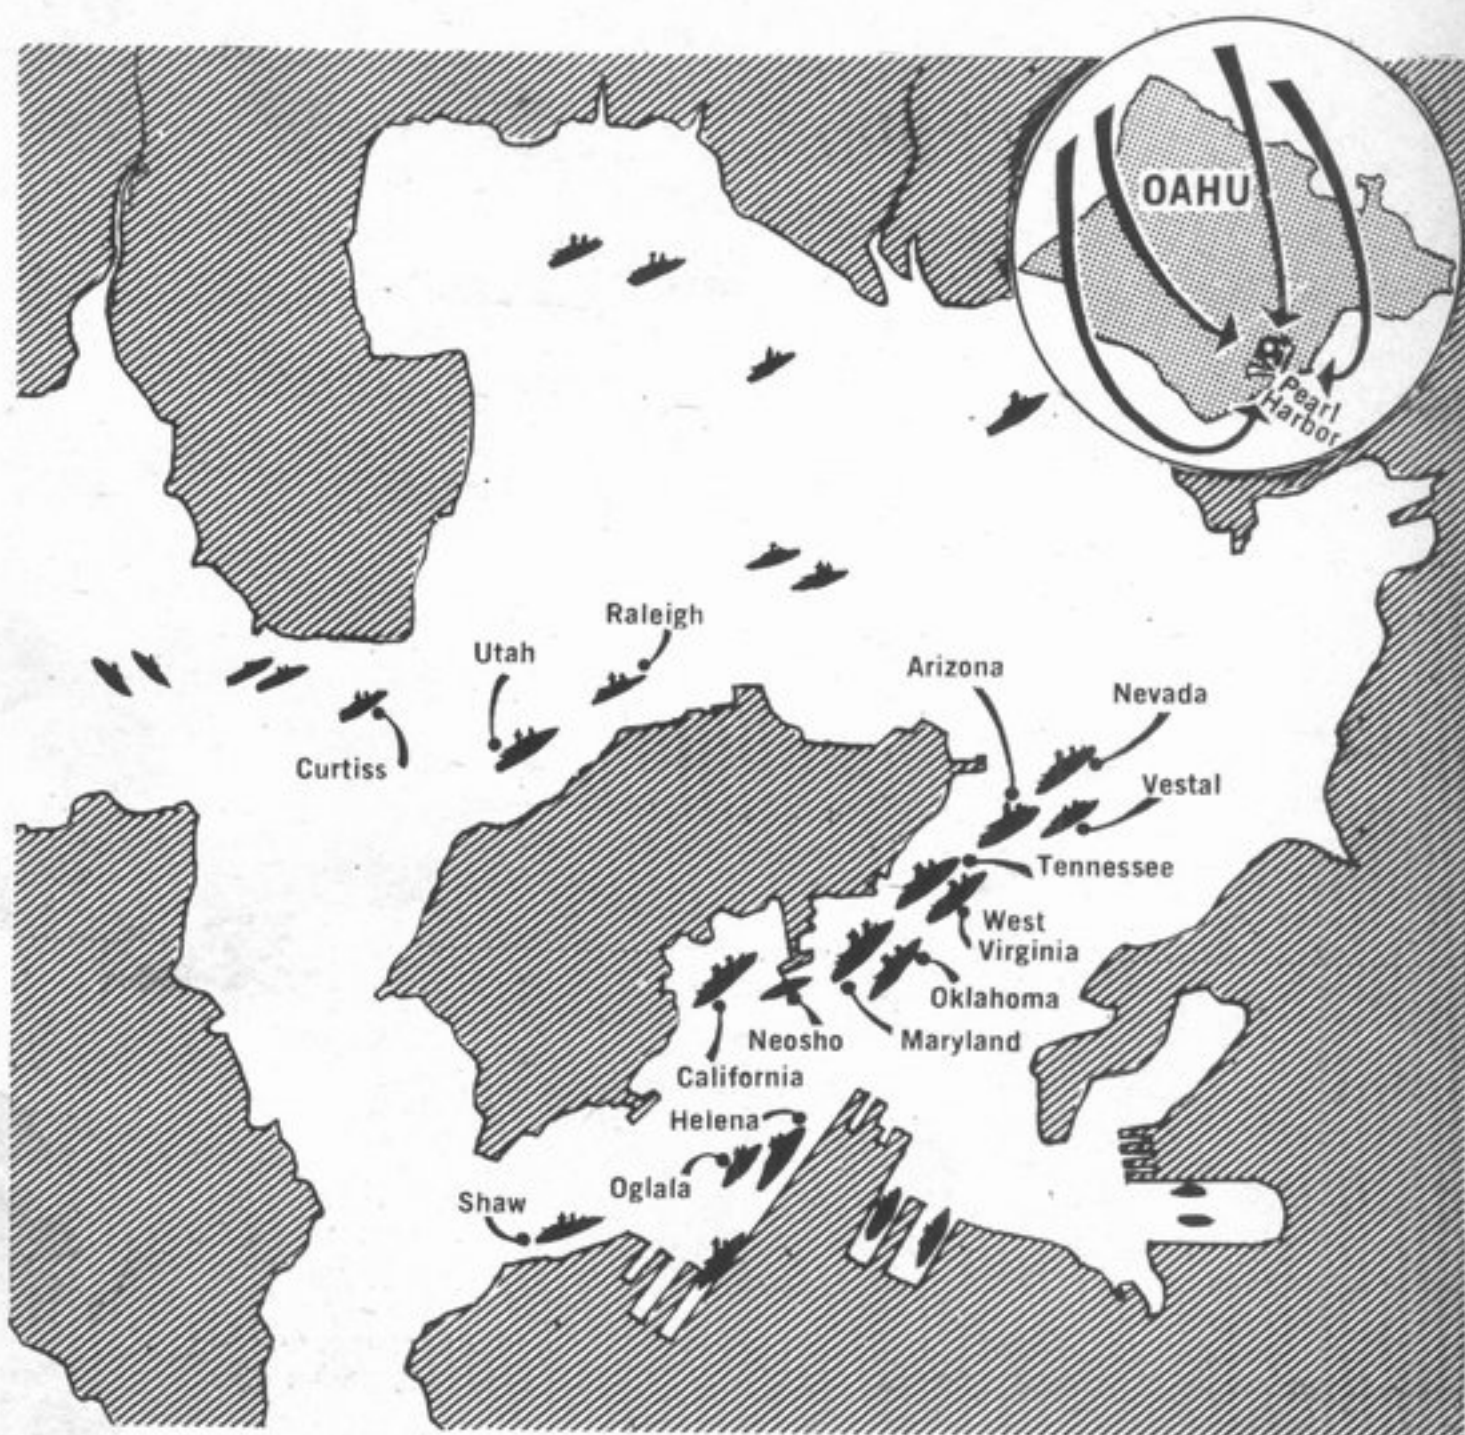 OAHU
Pearl
Harbor
Raleigh
Utah
Arizona
Nevada
Curtiss
Vestal
Tennessee
West
Virginia
Oklahoma
Neosho
Maryland
California
Helena
Oglala
Shaw